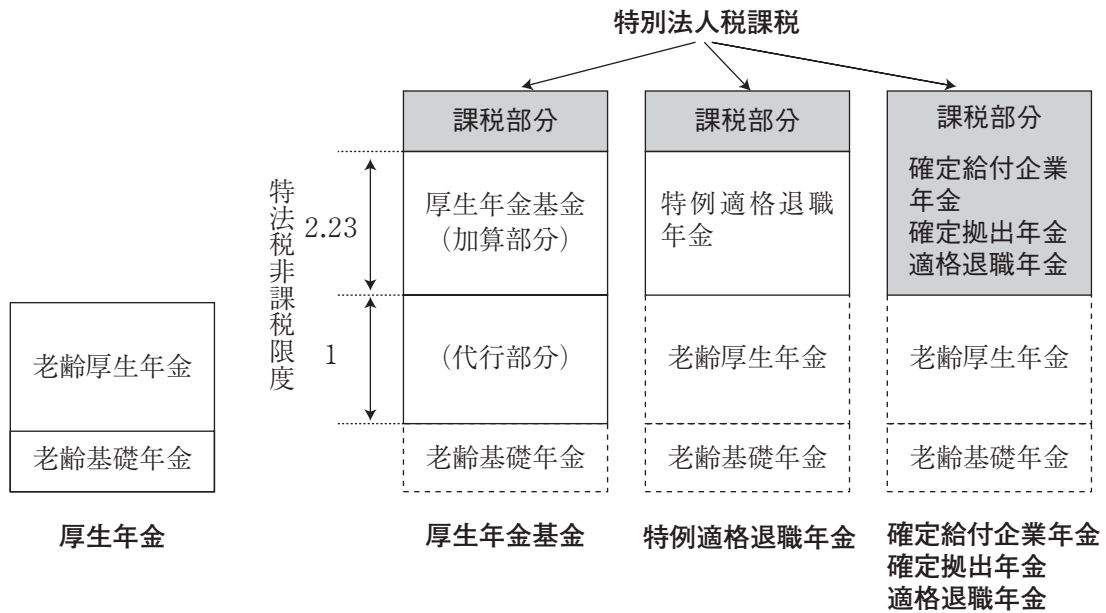 特別法人税課税
課税部分
課税部分
課税部分
特法税非課税限度
2.23
1
厚生年金基金
（加算部分）
(代行部分)
老齢基礎年金
特例適格退職
年金
老齢厚生年金
老齢基礎年金
確定給付企業
年金
確定拠出年金
適格退職年金
老齢厚生年金
老齢基礎年金
老齢厚生年金
老齢基礎年金
厚生年金
厚生年金基金
特例適格退職年金
確定給付企業年金
確定拠出年金
適格退職年金